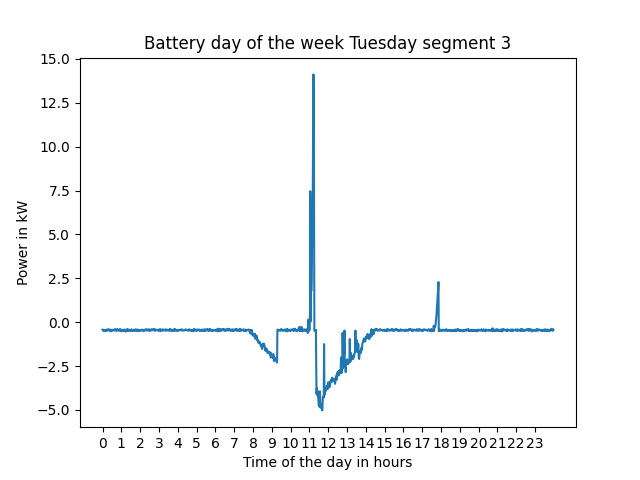 Battery day of the week Tuesday segment 3
Power in kW
15.0
12.5
10.0
7.5
5.0
2.5
0.0
−2.5
−5.0
0 1 2 3 4 5 6 7 8 9 10 11 12 13 14 15 16 17 18 19 20 21 22 23
Time of the day in hours